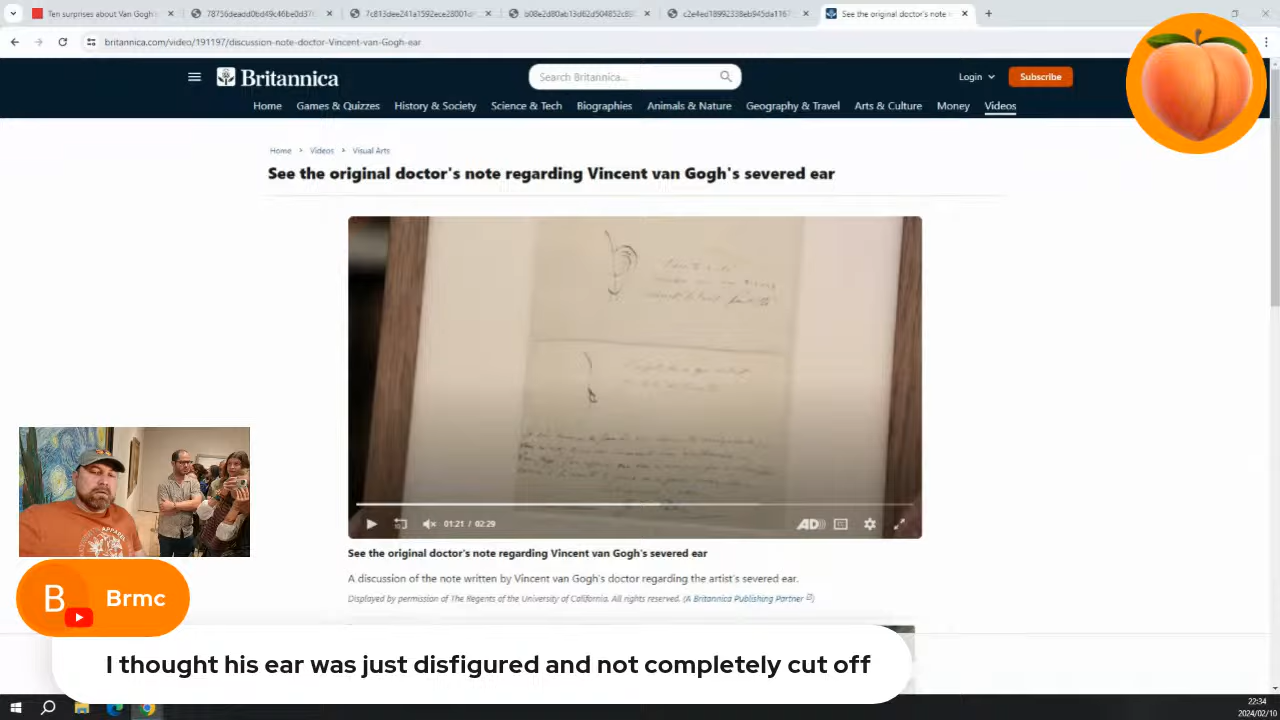 Ten surprises about Van Gogh
See the original doctor's note
britannica.com/video/191197/discussion-note-doctor-Vincent-van-Gogh-ear
Britannica
Search Britannica...
Login
Subscribe
Home Games & Quizzes History & Society Science & Tech Biographies Animals & Nature Geography & Travel Arts & Culture Money Videos
Home > Videos > Visual Arts
See the original doctor's note regarding Vincent van Gogh's severed ear
01:21 / 02:29
AD
See the original doctor's note regarding Vincent van Gogh's severed ear
A discussion of the note written by Vincent van Gogh's doctor regarding the artist's severed ear.
Displayed by permission of The Regents of the University of California. All rights reserved. (A Britannica Publishing Partner)
B
Brmc
I thought his ear was just disfigured and not completely cut off
22:34
2024/02/10